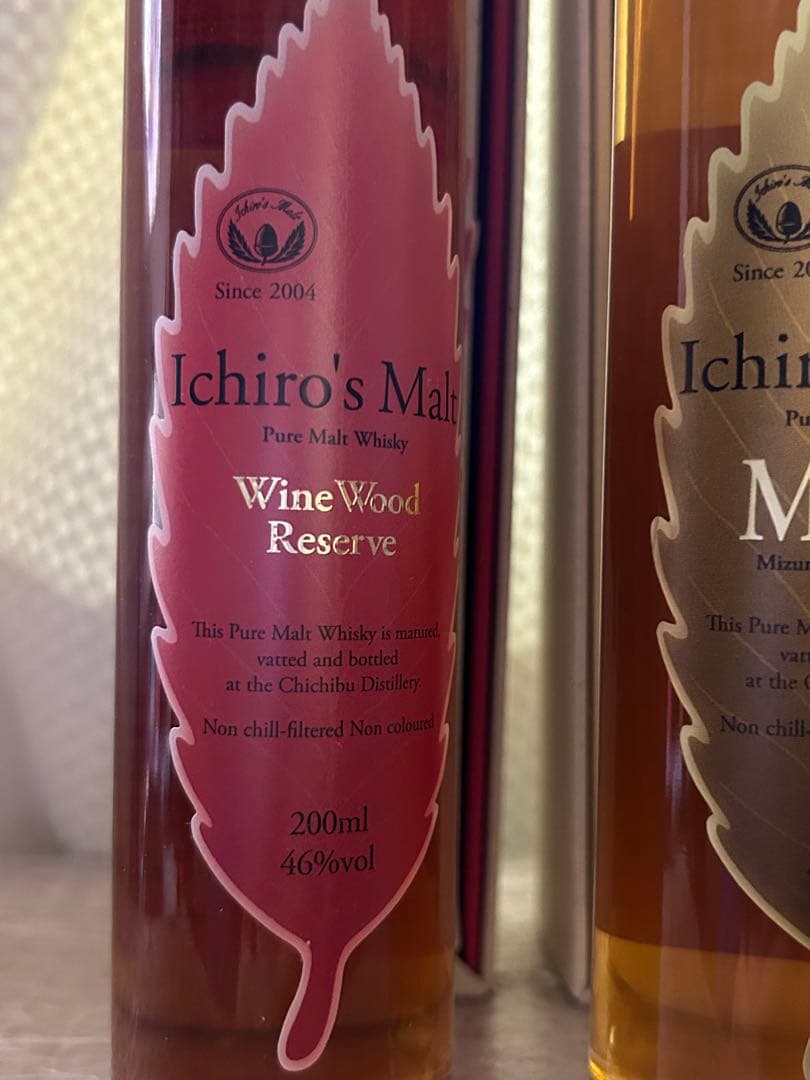 Ichiro's Malt
Since 2004
Ichiro's Malt
Pure Malt Whisky
Wine Wood
Reserve
This Pure Malt Whisky is matured,
vatted and bottled
at the Chichibu Distillery.
Non chill-filtered Non coloured
200ml
46%vol
Ichiro's
Since 20
Ichir
Pu
M
Mizun
This Pure M
vatt
at the C
Non chill-